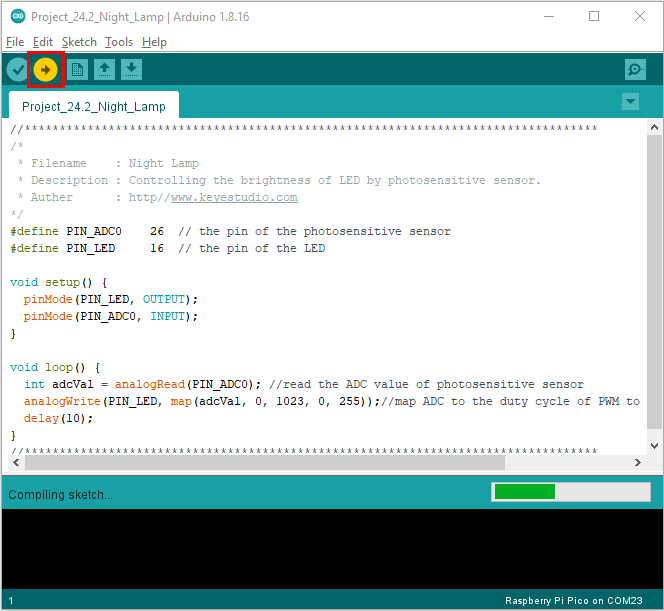 Project_24.2_Night_Lamp | Arduino 1.8.16
File Edit Sketch Tools Help
Project_24.2_Night_Lamp
//**********************************************************************************
/*
 * Filename    : Night Lamp
 * Description : Controlling the brightness of LED by photosensitive sensor.
 * Auther      : http//www.keyestudio.com
*/
#define PIN_ADC0    26  // the pin of the photosensitive sensor
#define PIN_LED     16  // the pin of the LED
void setup() {
  pinMode(PIN_LED, OUTPUT);
  pinMode(PIN_ADC0, INPUT);
}
void loop() {
  int adcVal = analogRead(PIN_ADC0); //read the ADC value of photosensitive sensor
  analogWrite(PIN_LED, map(adcVal, 0, 1023, 0, 255));//map ADC to the duty cycle of PWM to
  delay(10);
}
//**********************************************************************************
Compiling sketch...
1 Raspberry Pi Pico on COM23